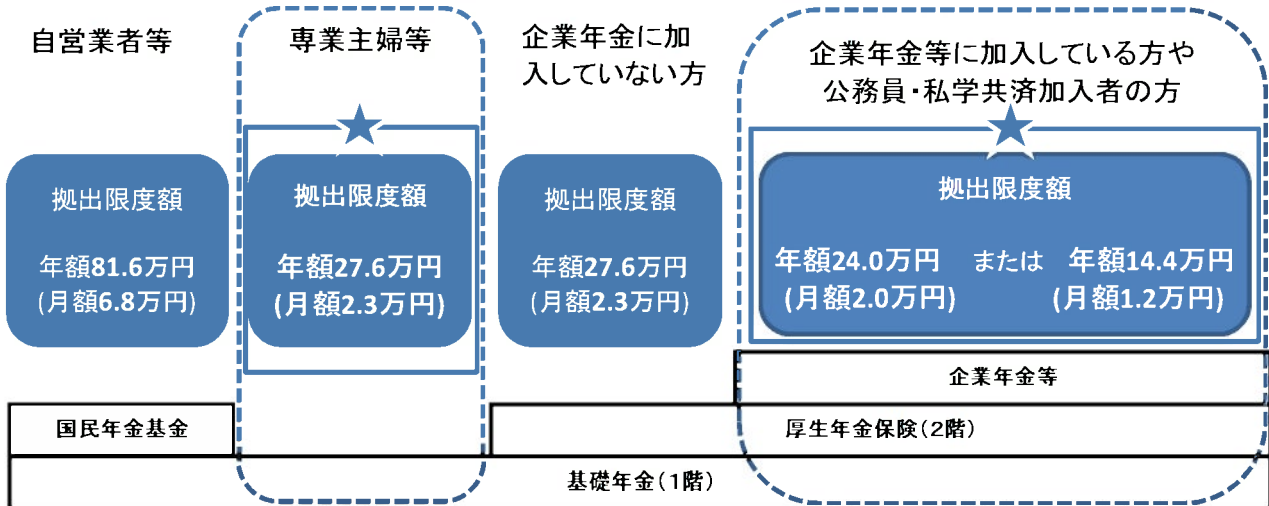 自営業者等
専業主婦等
企業年金に加
入していない方
企業年金等に加入している方や
公務員・私学共済加入者の方
拠出限度額
年額81.6万円
(月額6.8万円)
拠出限度額
年額27.6万円
(月額2.3万円)
拠出限度額
年額27.6万円
(月額2.3万円)
拠出限度額
年額24.0万円 または 年額14.4万円
(月額2.0万円) (月額1.2万円)
企業年金等
国民年金基金
厚生年金保険(2階)
基礎年金(1階)